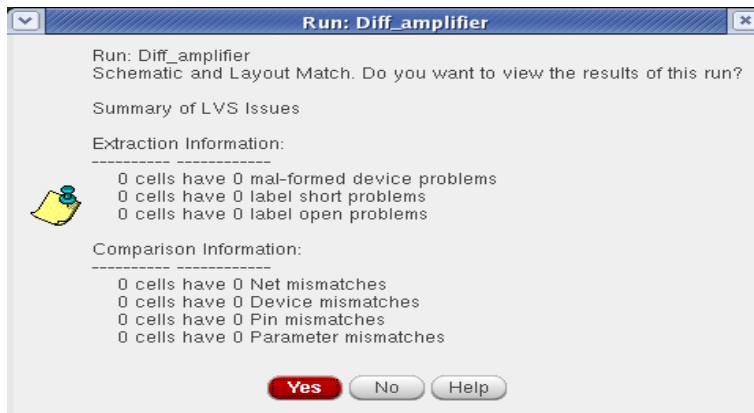 Run: Diff_amplifier
Run: Diff_amplifier
Schematic and Layout Match. Do you want to view the results of this run?
Summary of LVS Issues
Extraction Information:
---------- ------------
0 cells have 0 mal-formed device problems
0 cells have 0 label short problems
0 cells have 0 label open problems
Comparison Information:
---------- ------------
0 cells have 0 Net mismatches
0 cells have 0 Device mismatches
0 cells have 0 Pin mismatches
0 cells have 0 Parameter mismatches
Yes No Help